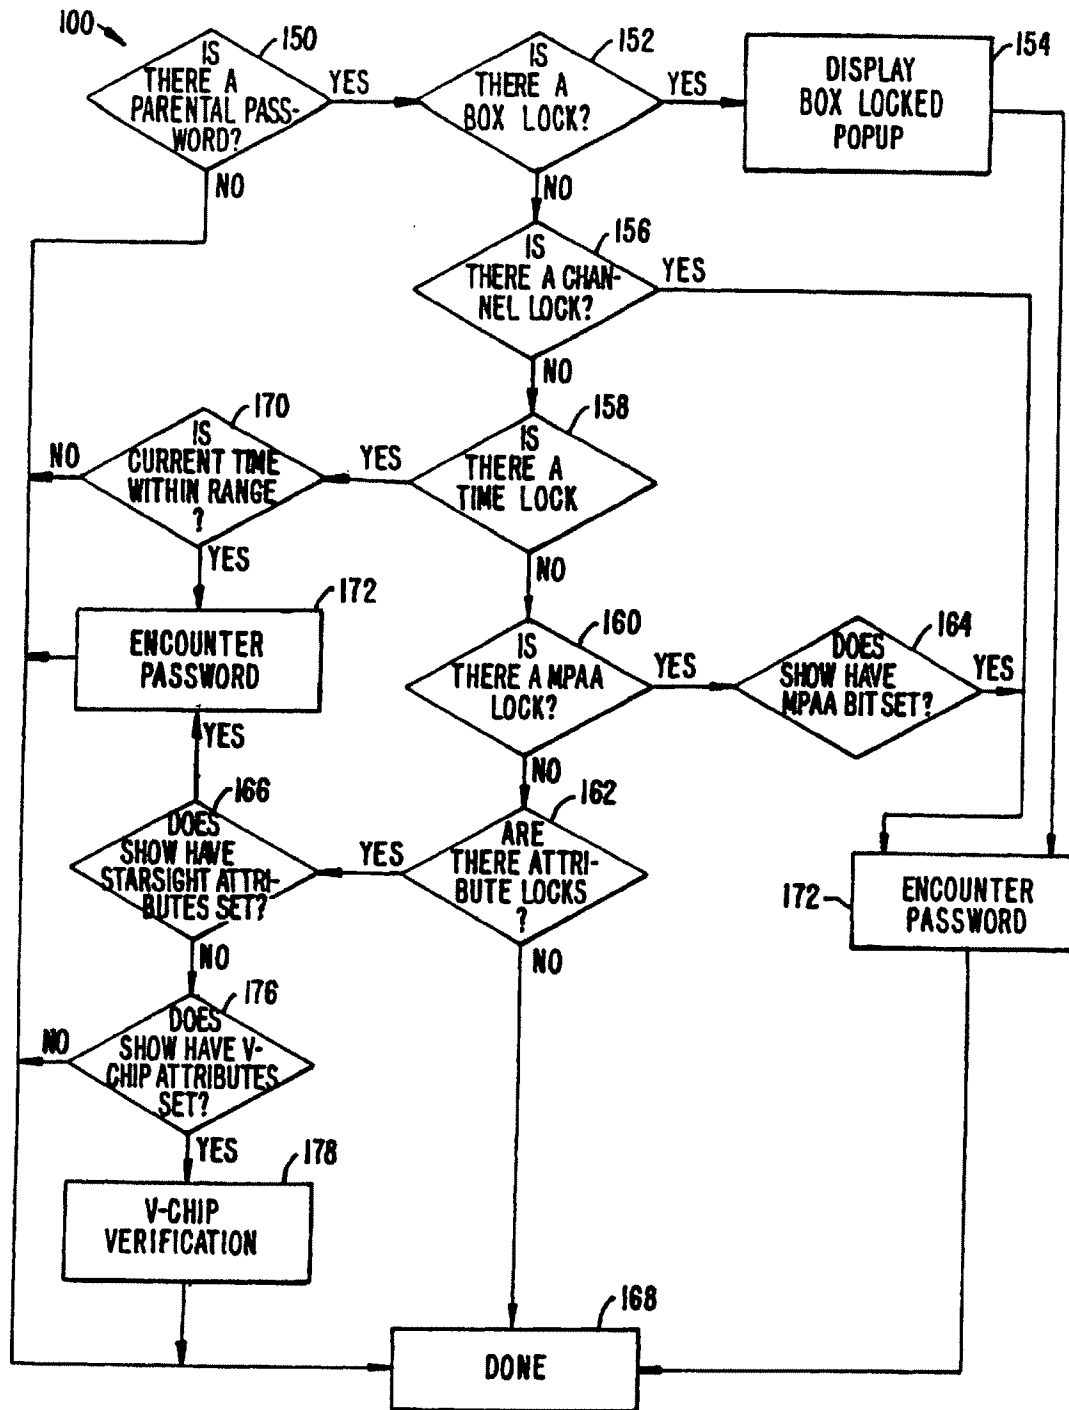 100
150
IS
THERE A
PARENTAL PASS-
WORD?
YES
NO
152
IS
THERE A
BOX LOCK?
YES
NO
154
DISPLAY
BOX LOCKED
POPUP
156
IS
THERE A CHAN-
NEL LOCK?
YES
NO
158
IS
THERE A
TIME LOCK
YES
NO
170
IS
CURRENT TIME
WITHIN RANGE
?
NO
YES
172
ENCOUNTER
PASSWORD
YES
160
IS
THERE A MPAA
LOCK?
YES
NO
164
DOES
SHOW HAVE
MPAA BIT SET?
YES
166
DOES
SHOW HAVE
STARSIGHT ATTRI-
BUTES SET?
NO
162
ARE
THERE ATTRI-
BUTE LOCKS
?
YES
NO
172
ENCOUNTER
PASSWORD
176
DOES
SHOW HAVE V-
CHIP ATTRIBUTES
SET?
NO
YES
178
V-CHIP
VERIFICATION
168
DONE